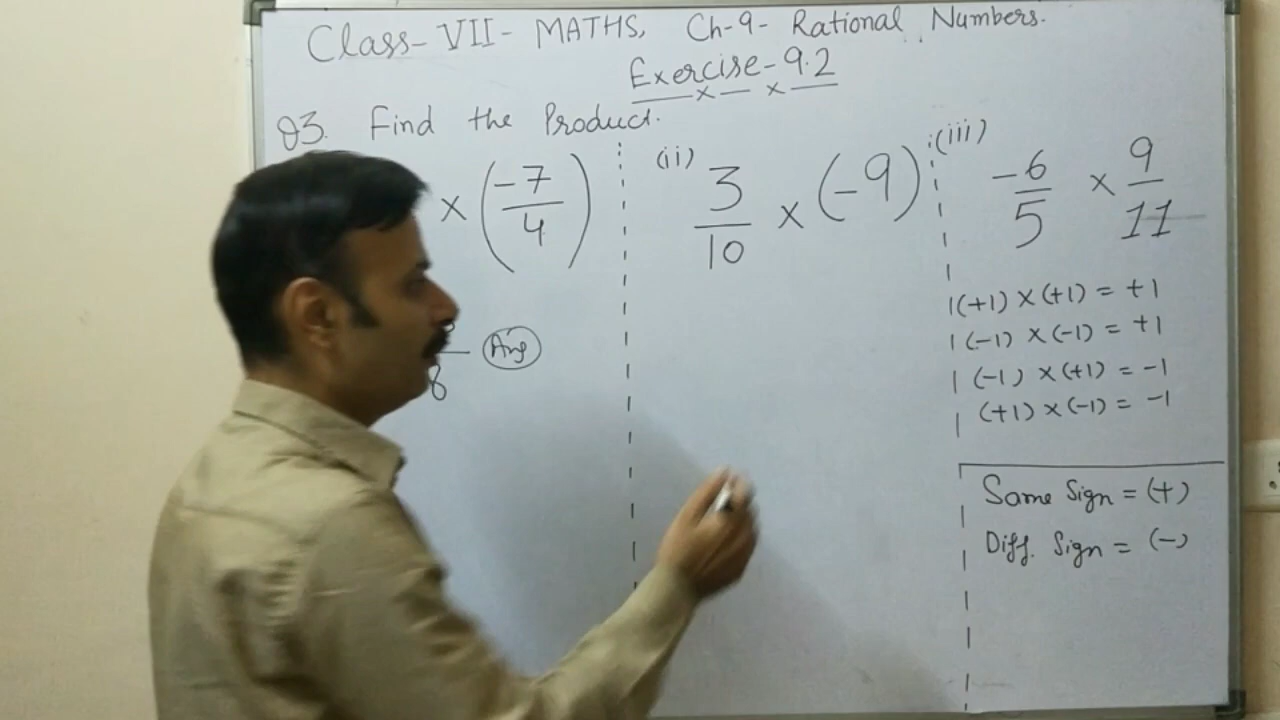 Class-VII- MATHS, Ch-9- Rational Numbers.
Exercise-9.2
Q3. Find the Product.
× (-7/4)
8 Ans
(ii) 3/10 × (-9)
(iii) -6/5 × 9/11
(+1) × (+1) = +1
(-1) × (-1) = +1
(-1) × (+1) = -1
(+1) × (-1) = -1
Same Sign = (+)
Diff. Sign = (-)